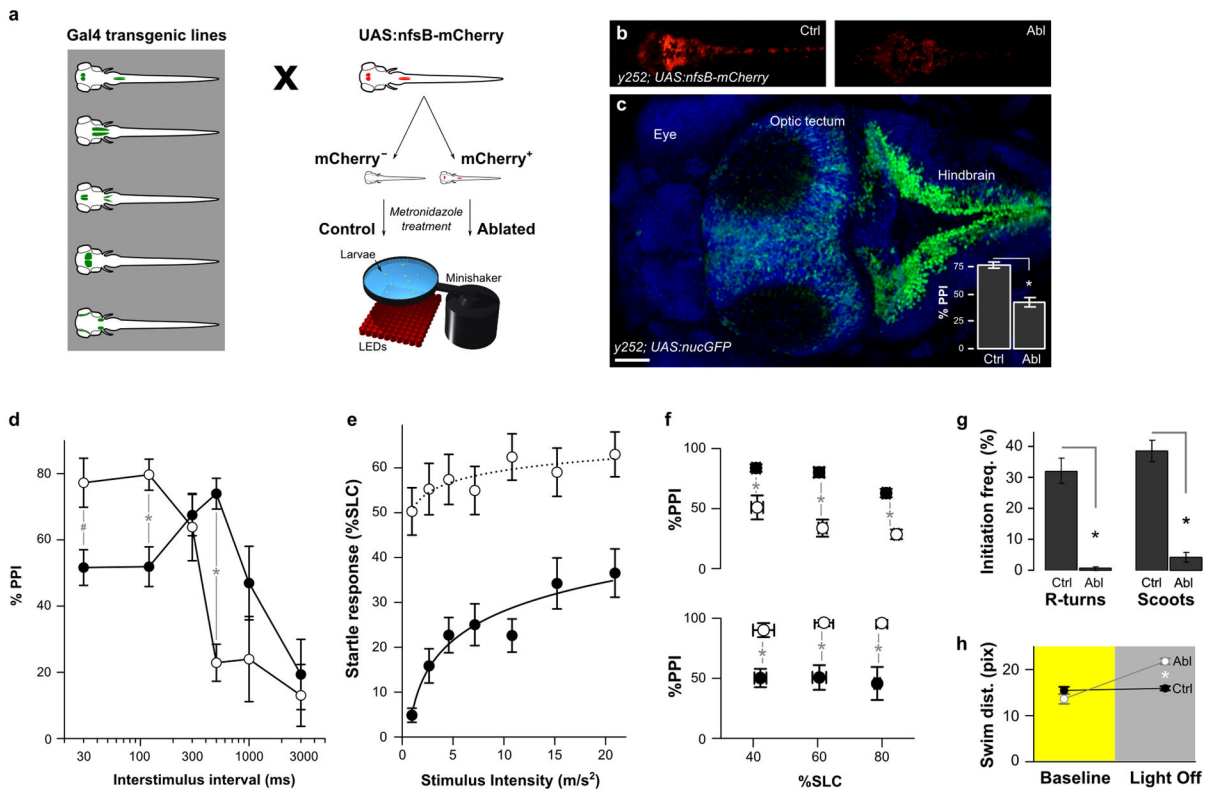 a
Gal4 transgenic lines
X
UAS:nfsB-mCherry
mCherry⁻
mCherry⁺
Metronidazole
treatment
Control
Ablated
Larvae
Minishaker
LEDs
b
Ctrl
y252; UAS:nfsB-mCherry
Abl
c
Eye
Optic tectum
Hindbrain
y252; UAS:nucGFP
% PPI
75
50
25
0
*
Ctrl
Abl
d
% PPI
80
60
40
20
0
#
*
*
30
100
300
1000
3000
Interstimulus interval (ms)
e
Startle response (%SLC)
60
50
40
30
20
10
0
0
5
10
15
20
Stimulus Intensity (m/s²)
f
%PPI
100
50
0
*
*
*
%PPI
100
50
0
*
*
*
40
60
80
%SLC
g
Initiation freq. (%)
40
30
20
10
0
*
*
Ctrl
Abl
Ctrl
Abl
R-turns
Scoots
h
Swim dist. (pix)
20
10
0
Abl
*
Ctrl
Baseline
Light Off